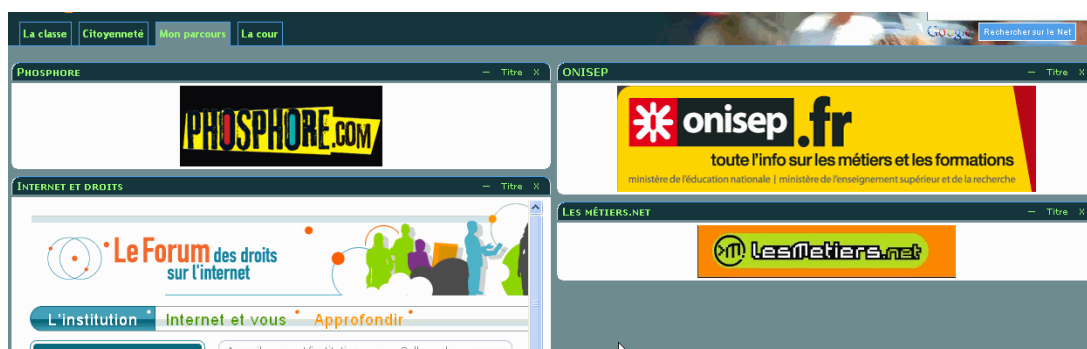 La classe
Citoyenneté
Mon parcours
La cour
Google
Rechercher sur le Net
PHOSPHORE
– Titre X
PHOSPHORE.COM
INTERNET ET DROITS
– Titre X
Le Forum des droits
sur l'internet
L'institution
Internet et vous
Approfondir
ONISEP
– Titre X
onisep.fr
toute l'info sur les métiers et les formations
ministère de l'éducation nationale | ministère de l'enseignement supérieur et de la recherche
LES MÉTIERS.NET
– Titre X
LesMetiers.net